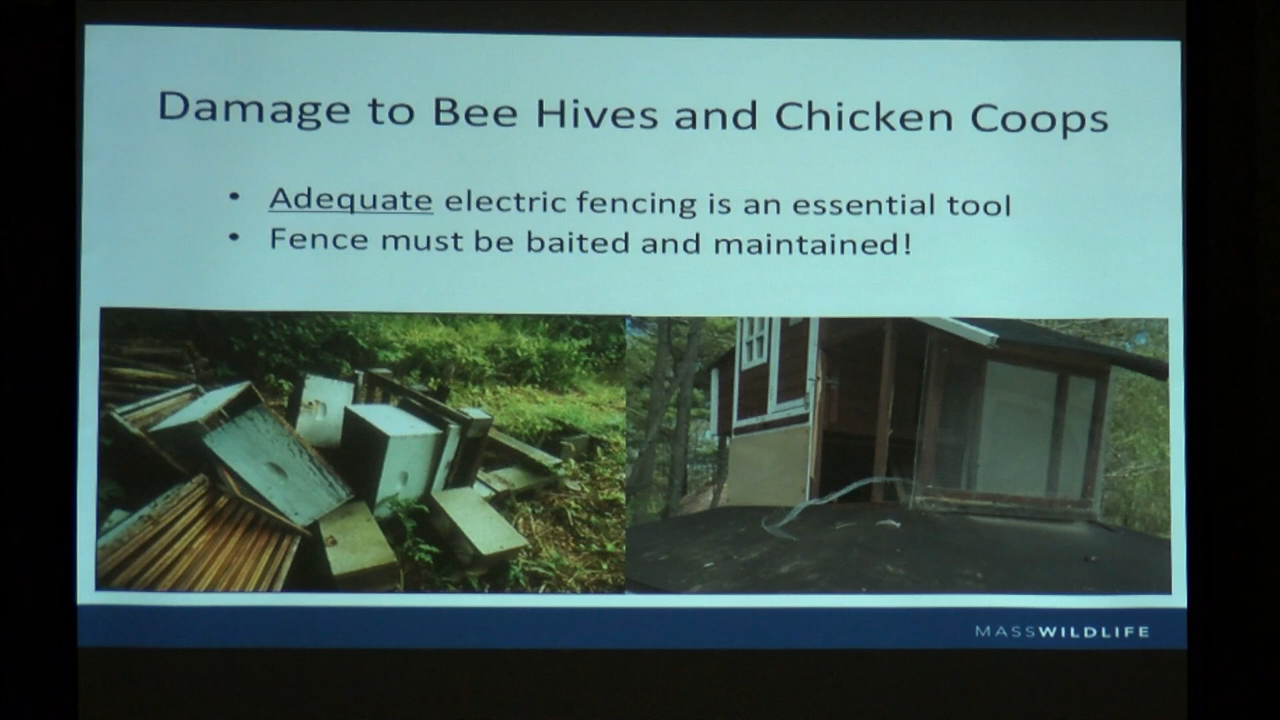 Damage to Bee Hives and Chicken Coops
• Adequate electric fencing is an essential tool
• Fence must be baited and maintained!
MASSWILDLIFE